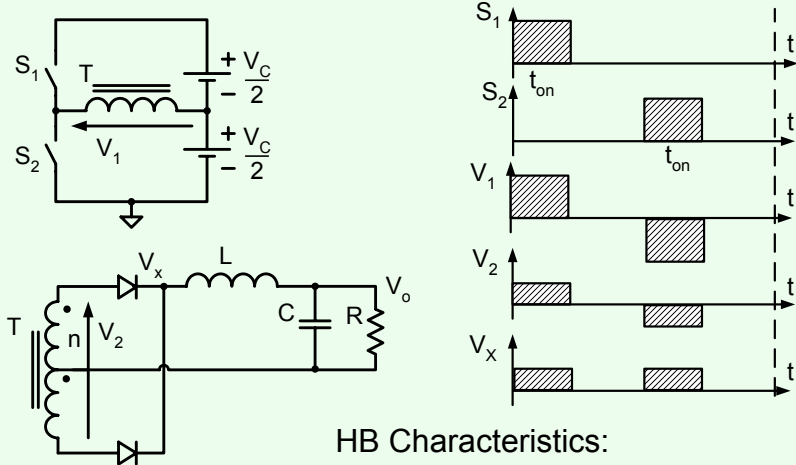 S1
T
+ VC/2 -
S2
V1
+ VC/2 -
T
n
V2
Vx
L
C
R
Vo
S1
t
ton
S2
t
ton
V1
t
V2
t
VX
t
HB Characteristics: